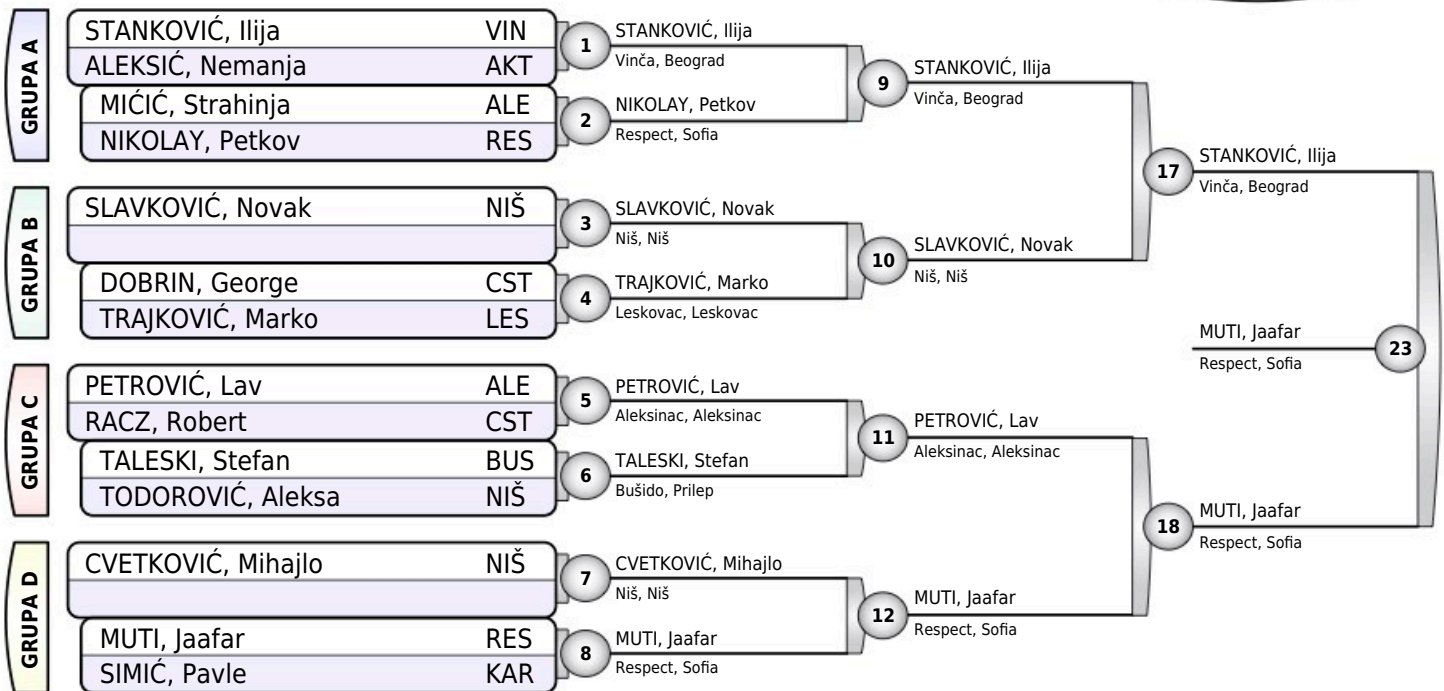 GRUPA A
STANKOVIĆ, Ilija VIN
ALEKSIĆ, Nemanja AKT
MIĆIĆ, Strahinja ALE
NIKOLAY, Petkov RES
GRUPA B
SLAVKOVIĆ, Novak NIŠ
DOBRIN, George CST
TRAJKOVIĆ, Marko LES
GRUPA C
PETROVIĆ, Lav ALE
RACZ, Robert CST
TALESKI, Stefan BUS
TODOROVIĆ, Aleksa NIŠ
GRUPA D
CVETKOVIĆ, Mihajlo NIŠ
MUTI, Jaafar RES
SIMIĆ, Pavle KAR
1
STANKOVIĆ, Ilija
Vinča, Beograd
2
NIKOLAY, Petkov
Respect, Sofia
3
SLAVKOVIĆ, Novak
Niš, Niš
4
TRAJKOVIĆ, Marko
Leskovac, Leskovac
5
PETROVIĆ, Lav
Aleksinac, Aleksinac
6
TALESKI, Stefan
Bušido, Prilep
7
CVETKOVIĆ, Mihajlo
Niš, Niš
8
MUTI, Jaafar
Respect, Sofia
9
STANKOVIĆ, Ilija
Vinča, Beograd
10
SLAVKOVIĆ, Novak
Niš, Niš
11
PETROVIĆ, Lav
Aleksinac, Aleksinac
12
MUTI, Jaafar
Respect, Sofia
17
STANKOVIĆ, Ilija
Vinča, Beograd
18
MUTI, Jaafar
Respect, Sofia
MUTI, Jaafar
Respect, Sofia
23